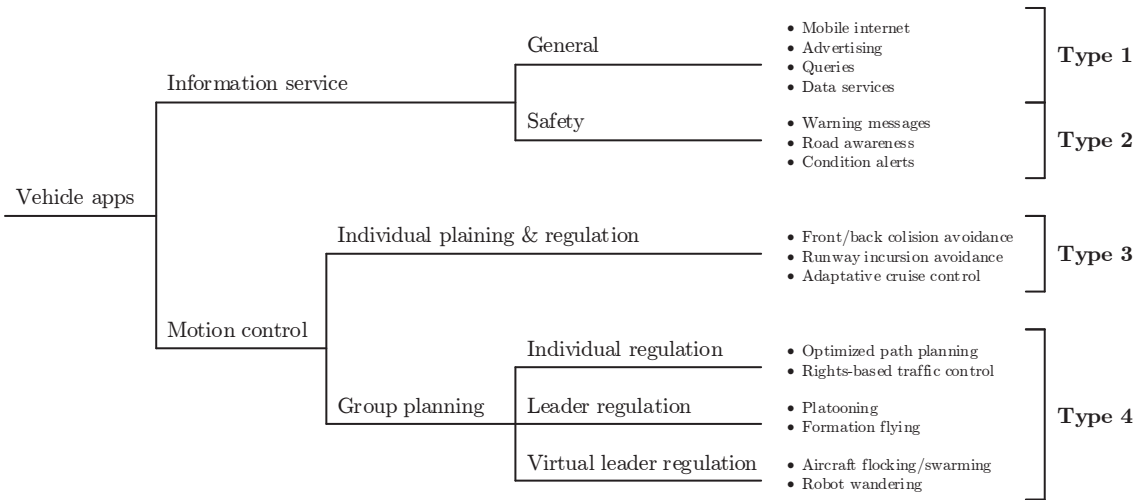 General
• Mobile internet
• Advertising
• Queries
• Data services
Type 1
Information service
Safety
• Warning messages
• Road awareness
• Condition alerts
Type 2
Vehicle apps
Individual plaining & regulation
• Front/back colision avoidance
• Runway incursion avoidance
• Adaptative cruise control
Type 3
Motion control
Individual regulation
• Optimized path planning
• Rights-based traffic control
Group planning
Leader regulation
• Platooning
• Formation flying
Type 4
Virtual leader regulation
• Aircraft flocking/swarming
• Robot wandering